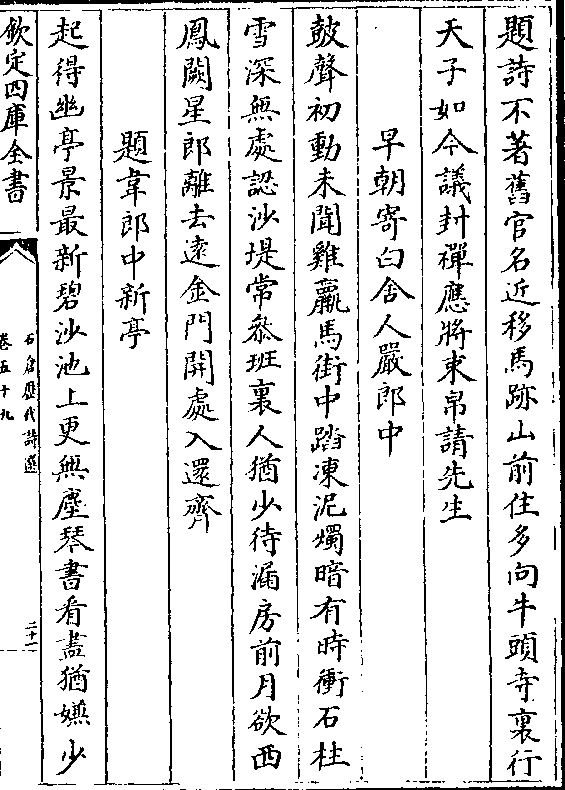 題詩不著舊官名近移馬跡山前住多向牛頭寺裏行
天子如今議封禪應將束帛請先生
早朝寄白舍人嚴郎中
鼓聲初動未聞雞羸馬街中踏凍泥燭暗有時衝石柱
雪深無處認沙堤常叅班裏人猶少待漏房前月欲西
鳳闕星郎離去遠金門開處入還齊
題韋郎中新亭
起得幽亭景最新碧沙池上更無塵琴書看盡猶嫌少
欽定四庫全書
石倉歷代詩選
卷五十九
二十一